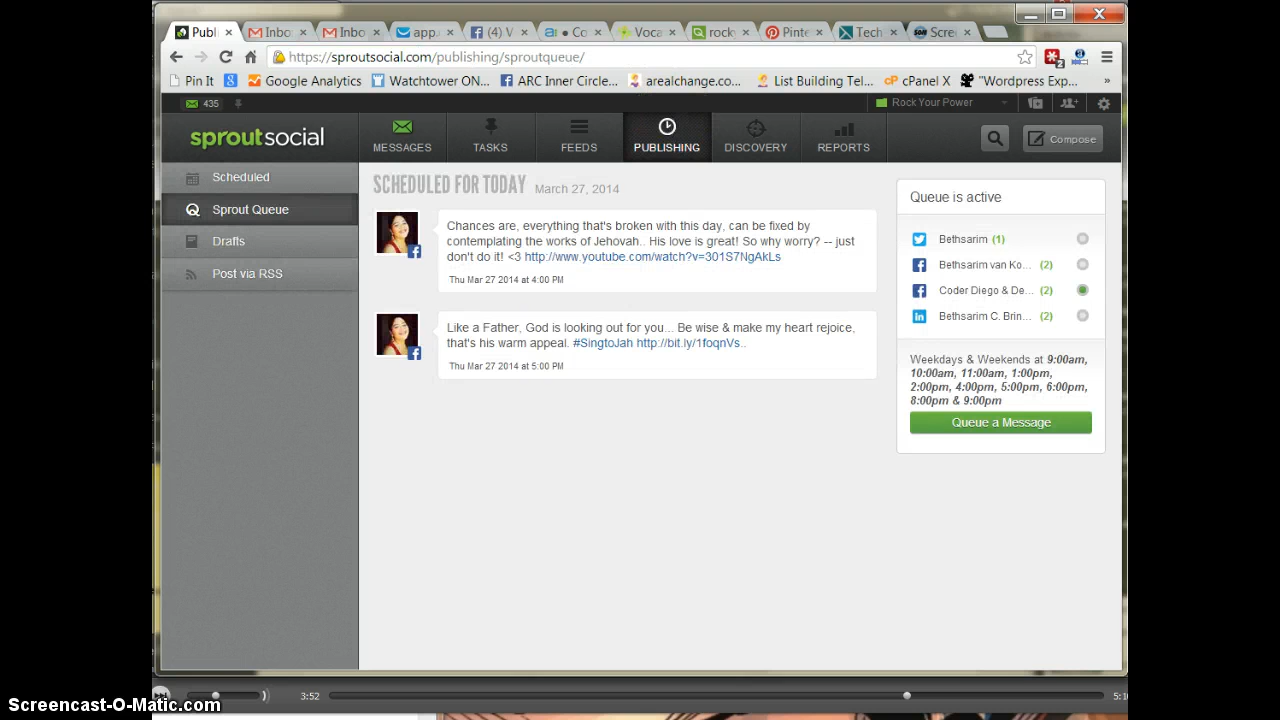 Publ
Inbo
Inbo
app.
(4) V
Co
Voca
rock
Pinte
Tech
Scre
https://sproutsocial.com/publishing/sproutqueue/
2
Pin It
Google Analytics
Watchtower ON...
ARC Inner Circle...
arealchange.co...
List Building Tel...
cPanel X
"Wordpress Exp...
»
435
Rock Your Power
sproutsocial
MESSAGES
TASKS
FEEDS
PUBLISHING
DISCOVERY
REPORTS
Compose
Scheduled
Sprout Queue
Drafts
Post via RSS
SCHEDULED FOR TODAY March 27, 2014
Chances are, everything that's broken with this day, can be fixed by
contemplating the works of Jehovah.. His love is great! So why worry? -- just
don't do it! <3 http://www.youtube.com/watch?v=301S7NgAkLs
Thu Mar 27 2014 at 4:00 PM
Like a Father, God is looking out for you... Be wise & make my heart rejoice,
that's his warm appeal. #SingtoJah http://bit.ly/1foqnVs..
Thu Mar 27 2014 at 5:00 PM
Queue is active
Bethsarim (1)
Bethsarim van Ko... (2)
Coder Diego & De... (2)
Bethsarim C. Brin... (2)
Weekdays & Weekends at 9:00am,
10:00am, 11:00am, 1:00pm,
2:00pm, 4:00pm, 5:00pm, 6:00pm,
8:00pm & 9:00pm
Queue a Message
3:52
Screencast-O-Matic.com